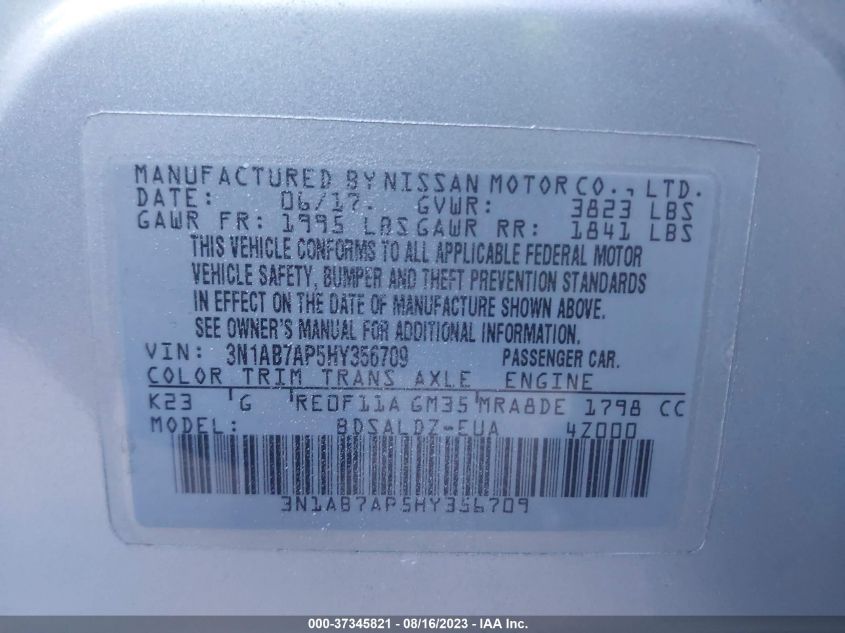 MANUFACTURED BY NISSAN MOTOR CO., LTD.
DATE: 06/17. GVWR: 3823 LBS
GAWR FR: 1995 LBS GAWR RR: 1841 LBS
THIS VEHICLE CONFORMS TO ALL APPLICABLE FEDERAL MOTOR
VEHICLE SAFETY, BUMPER AND THEFT PREVENTION STANDARDS
IN EFFECT ON THE DATE OF MANUFACTURE SHOWN ABOVE.
SEE OWNER'S MANUAL FOR ADDITIONAL INFORMATION.
VIN: 3N1AB7AP5HY356709 PASSENGER CAR.
COLOR TRIM TRANS AXLE ENGINE
K23 G RE0F11A GM35 MRA8DE 1798 CC
MODEL: BDSALDZ-EUA 4Z000
3N1AB7AP5HY356709
000-37345821 - 08/16/2023 - IAA Inc.